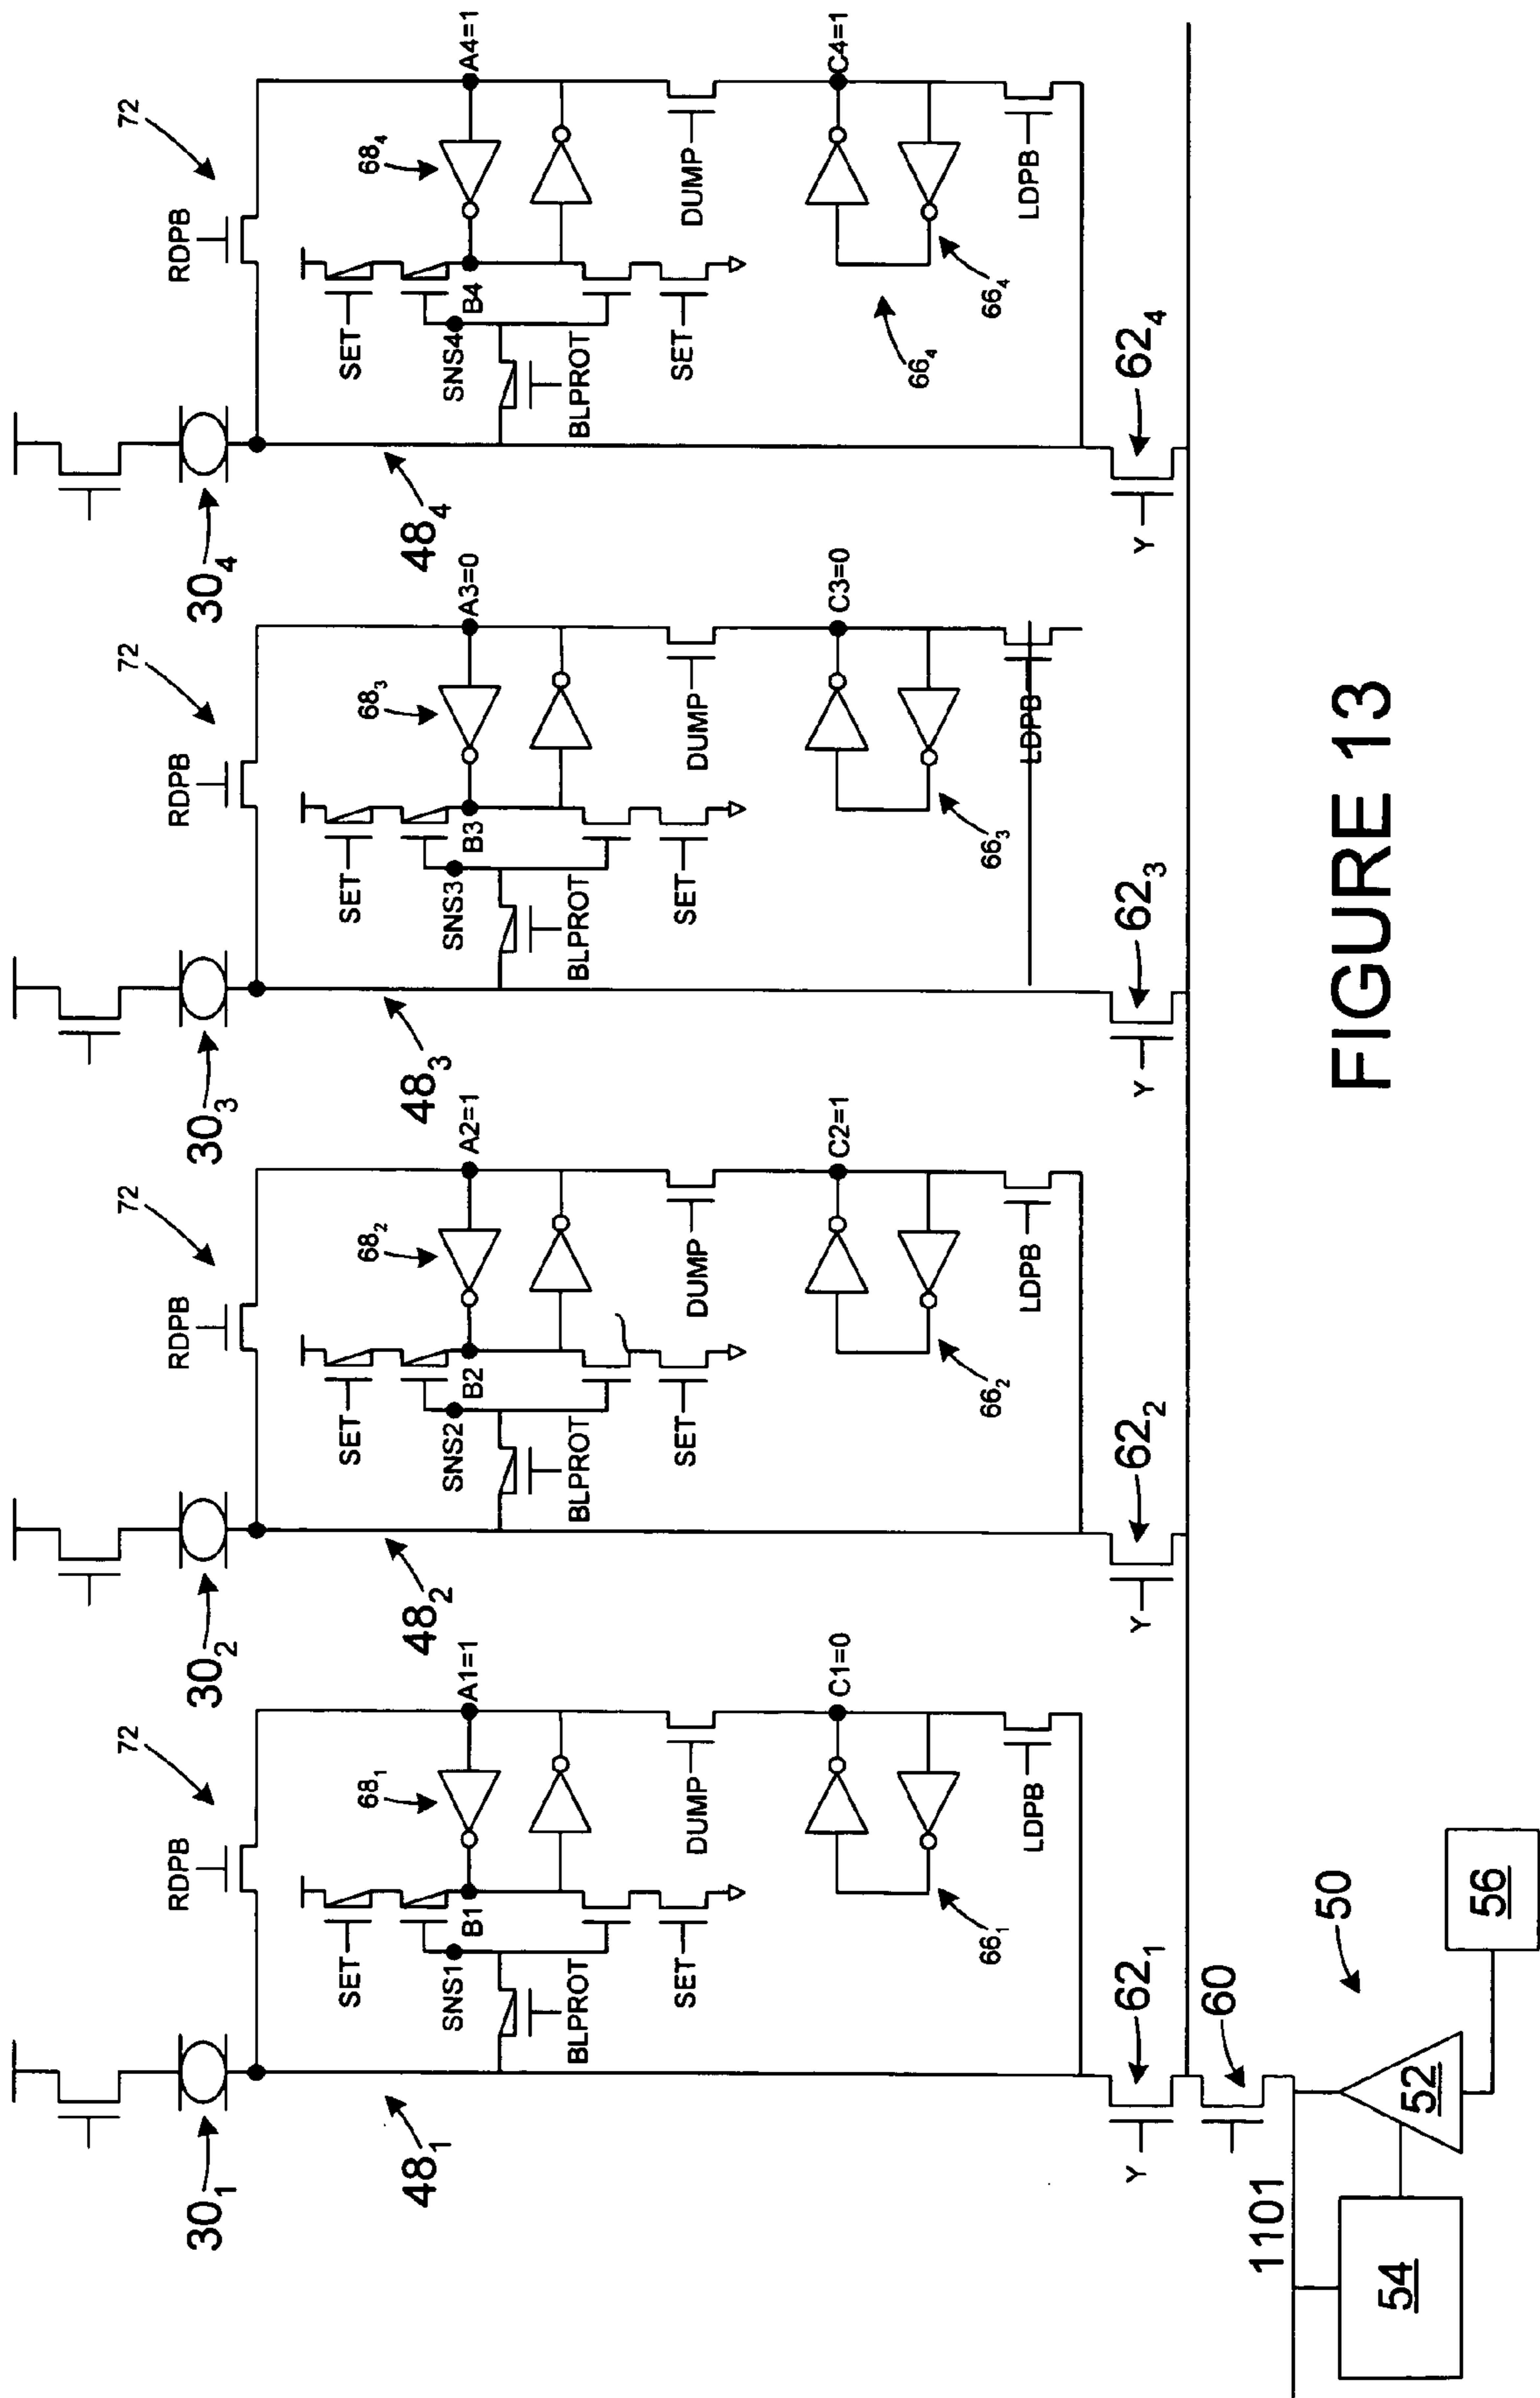 72 72 72 72
RDPB RDPB RDPB RDPB
30₁ 30₂ 30₃ 30₄
SET SET SET SET
68₁ 68₂ 68₃ 68₄
SNS1 B1 A1=1 SNS2 B2 A2=1 SNS3 B3 A3=0 SNS4 B4 A4=1
48₁ 48₂ 48₃ 48₄
BLPROT BLPROT BLPROT BLPROT
SET DUMP SET DUMP SET DUMP SET DUMP
C1=0 C2=1 C3=0 C4=1
66₄
66₁ 66₂ 66₃ 66₄
LDPB LDPB LDPB LDPB
Y 62₁ Y 62₂ Y 62₃ Y 62₄
60
1101
50
54 52 56
FIGURE 13